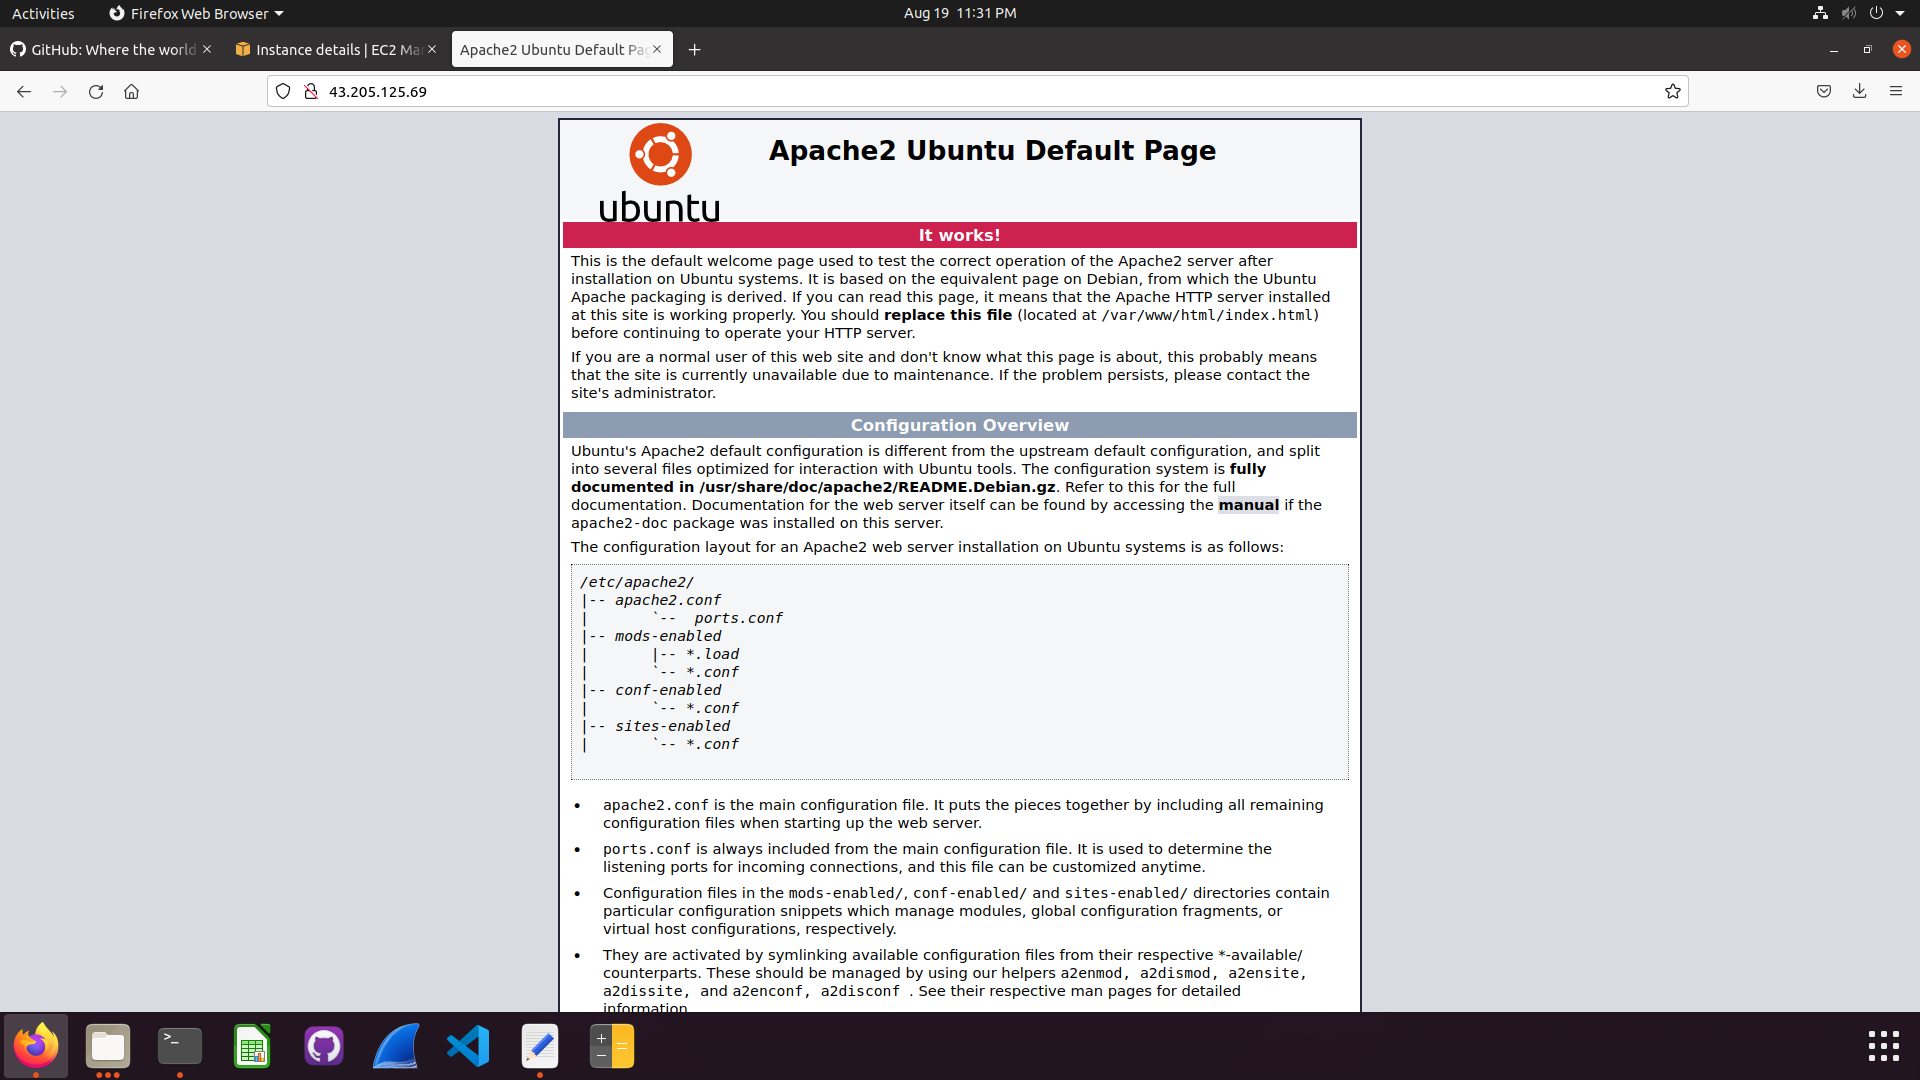 Activities
Firefox Web Browser
Aug 19 11:31 PM
GitHub: Where the world
Instance details | EC2 Ma
Apache2 Ubuntu Default Pag
43.205.125.69
ubuntu
Apache2 Ubuntu Default Page
It works!
This is the default welcome page used to test the correct operation of the Apache2 server after
installation on Ubuntu systems. It is based on the equivalent page on Debian, from which the Ubuntu
Apache packaging is derived. If you can read this page, it means that the Apache HTTP server installed
at this site is working properly. You should replace this file (located at /var/www/html/index.html)
before continuing to operate your HTTP server.
If you are a normal user of this web site and don't know what this page is about, this probably means
that the site is currently unavailable due to maintenance. If the problem persists, please contact the
site's administrator.
Configuration Overview
Ubuntu's Apache2 default configuration is different from the upstream default configuration, and split
into several files optimized for interaction with Ubuntu tools. The configuration system is fully
documented in /usr/share/doc/apache2/README.Debian.gz. Refer to this for the full
documentation. Documentation for the web server itself can be found by accessing the manual if the
apache2-doc package was installed on this server.
The configuration layout for an Apache2 web server installation on Ubuntu systems is as follows:
/etc/apache2/
|-- apache2.conf
|       `--  ports.conf
|-- mods-enabled
|       |-- *.load
|       `-- *.conf
|-- conf-enabled
|       `-- *.conf
|-- sites-enabled
|       `-- *.conf
• apache2.conf is the main configuration file. It puts the pieces together by including all remaining
configuration files when starting up the web server.
• ports.conf is always included from the main configuration file. It is used to determine the
listening ports for incoming connections, and this file can be customized anytime.
• Configuration files in the mods-enabled/, conf-enabled/ and sites-enabled/ directories contain
particular configuration snippets which manage modules, global configuration fragments, or
virtual host configurations, respectively.
• They are activated by symlinking available configuration files from their respective *-available/
counterparts. These should be managed by using our helpers a2enmod, a2dismod, a2ensite,
a2dissite, and a2enconf, a2disconf . See their respective man pages for detailed
information.